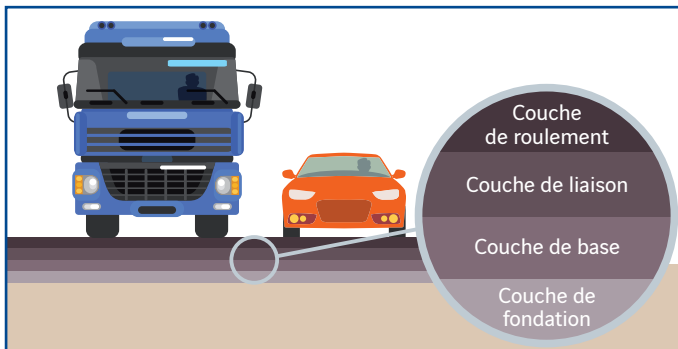 Couche
de roulement
Couche de liaison
Couche de base
Couche de
fondation